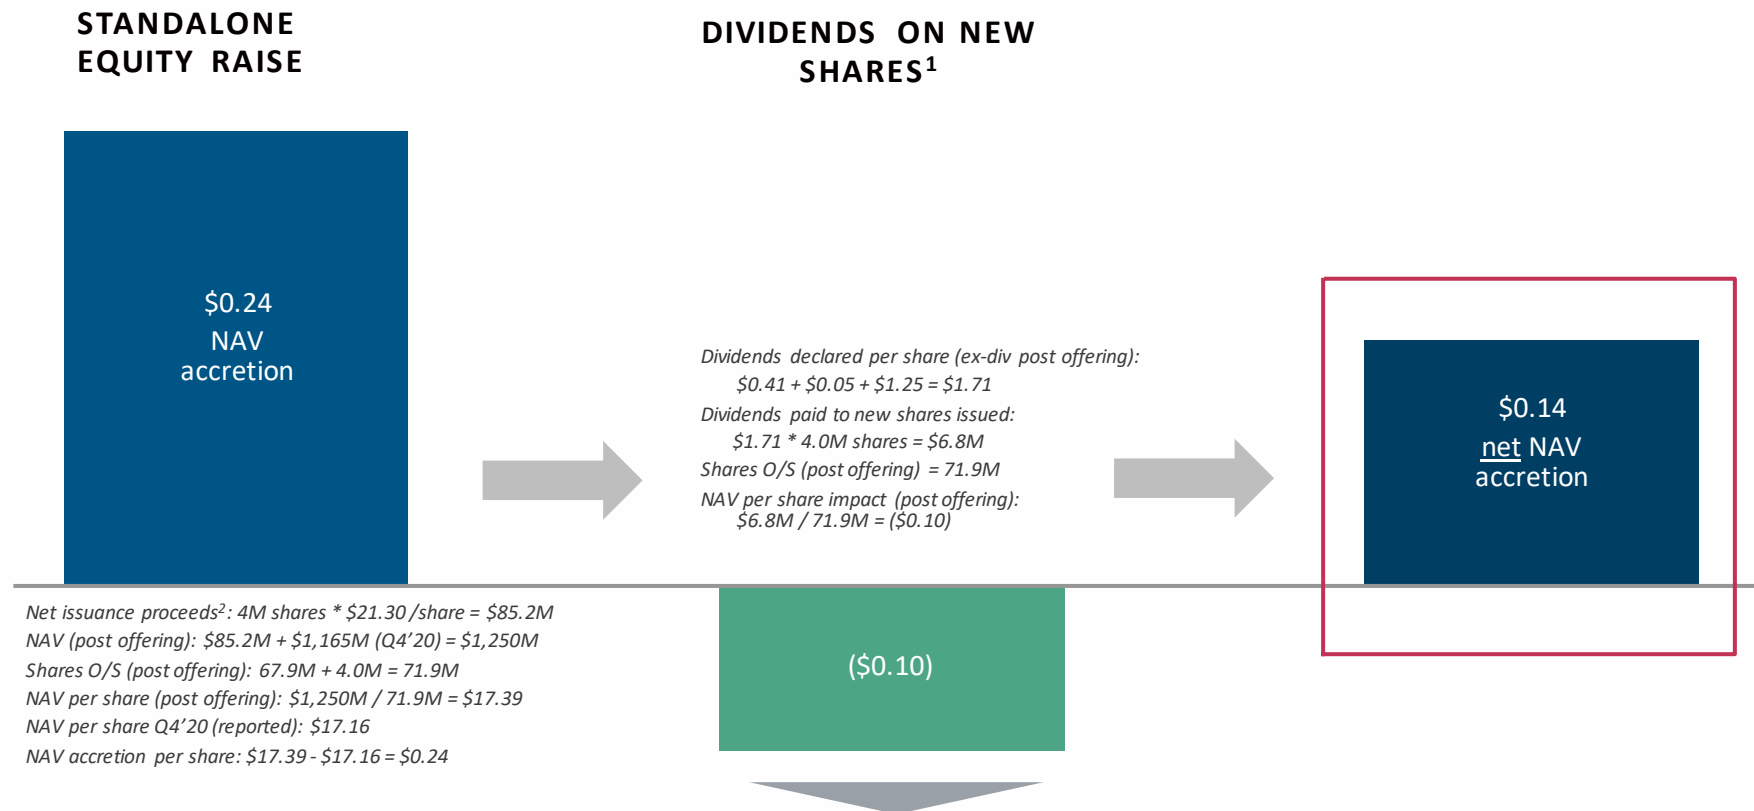 STANDALONE
EQUITY RAISE
DIVIDENDS ON NEW
SHARES¹
$0.24
NAV
accretion
Net issuance proceeds²: 4M shares * $21.30 /share = $85.2M
NAV (post offering): $85.2M + $1,165M (Q4’20) = $1,250M
Shares O/S (post offering): 67.9M + 4.0M = 71.9M
NAV per share (post offering): $1,250M / 71.9M = $17.39
NAV per share Q4’20 (reported): $17.16
NAV accretion per share: $17.39 - $17.16 = $0.24
Dividends declared per share (ex-div post offering):
$0.41 + $0.05 + $1.25 = $1.71
Dividends paid to new shares issued:
$1.71 * 4.0M shares = $6.8M
Shares O/S (post offering) = 71.9M
NAV per share impact (post offering):
$6.8M / 71.9M = ($0.10)
($0.10)
$0.14
net NAV
accretion